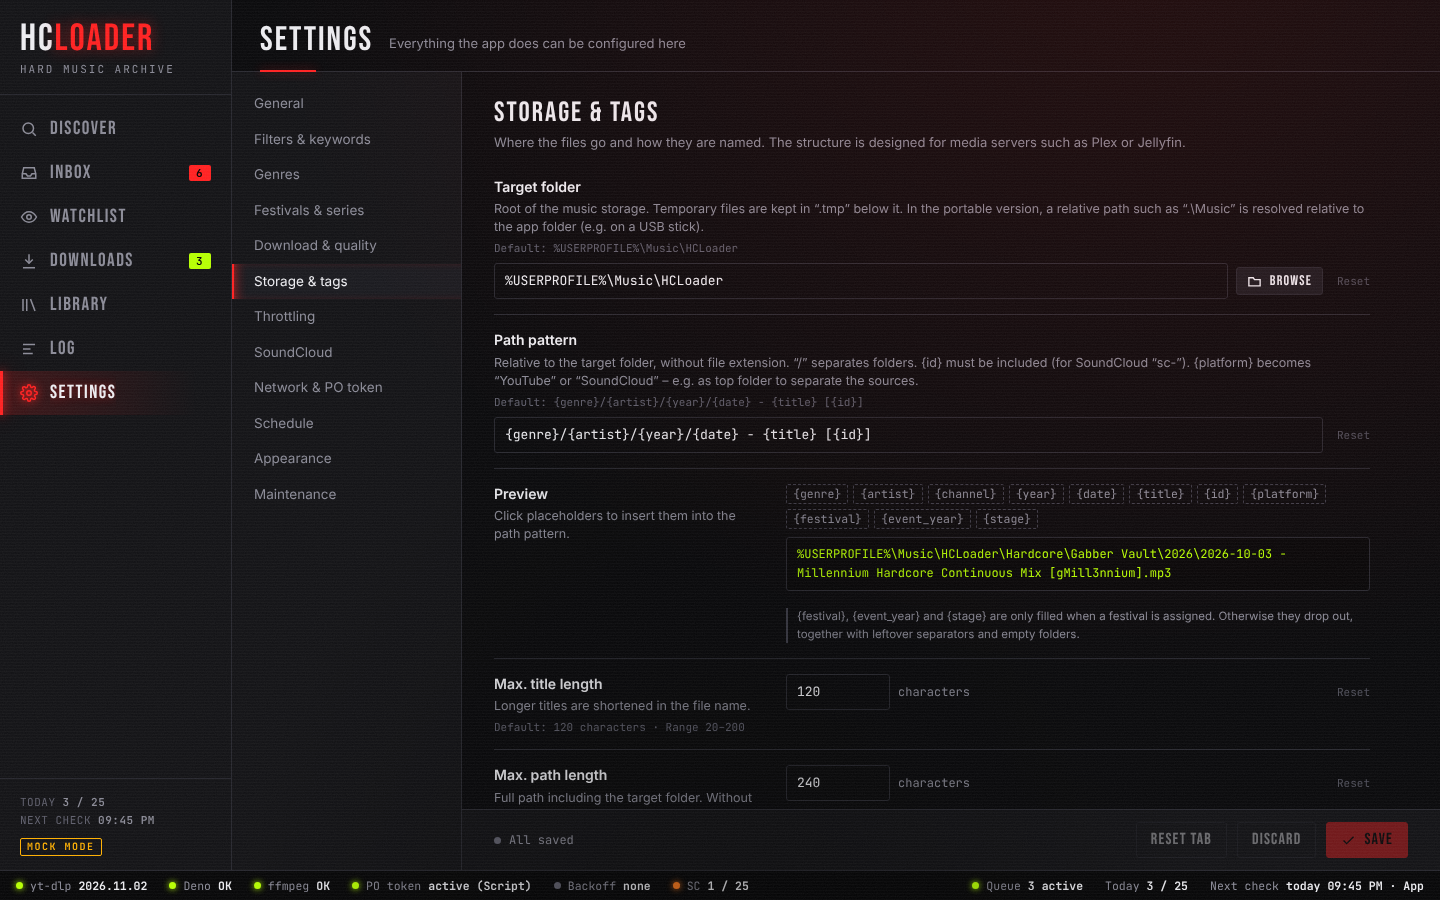 HCLOADER
HARD MUSIC ARCHIVE
DISCOVER
INBOX 6
WATCHLIST
DOWNLOADS 3
LIBRARY
LOG
SETTINGS
TODAY 3 / 25
NEXT CHECK 09:45 PM
MOCK MODE
SETTINGS Everything the app does can be configured here
General
Filters & keywords
Genres
Festivals & series
Download & quality
Storage & tags
Throttling
SoundCloud
Network & PO token
Schedule
Appearance
Maintenance
STORAGE & TAGS
Where the files go and how they are named. The structure is designed for media servers such as Plex or Jellyfin.
Target folder
Root of the music storage. Temporary files are kept in “.tmp” below it. In the portable version, a relative path such as “.\Music” is resolved relative to
the app folder (e.g. on a USB stick).
Default: %USERPROFILE%\Music\HCLoader
%USERPROFILE%\Music\HCLoader BROWSE Reset
Path pattern
Relative to the target folder, without file extension. “/” separates folders. {id} must be included (for SoundCloud “sc-”). {platform} becomes
“YouTube” or “SoundCloud” – e.g. as top folder to separate the sources.
Default: {genre}/{artist}/{year}/{date} - {title} [{id}]
{genre}/{artist}/{year}/{date} - {title} [{id}] Reset
Preview
Click placeholders to insert them into the
path pattern.
{genre} {artist} {channel} {year} {date} {title} {id} {platform}
{festival} {event_year} {stage}
%USERPROFILE%\Music\HCLoader\Hardcore\Gabber Vault\2026\2026-10-03 -
Millennium Hardcore Continuous Mix [gMill3nnium].mp3
{festival}, {event_year} and {stage} are only filled when a festival is assigned. Otherwise they drop out,
together with leftover separators and empty folders.
Max. title length
Longer titles are shortened in the file name.
Default: 120 characters · Range 20–200
120 characters Reset
Max. path length
Full path including the target folder. Without
240 characters Reset
All saved
RESET TAB DISCARD SAVE
yt-dlp 2026.11.02 Deno OK ffmpeg OK PO token active (Script) Backoff none SC 1 / 25 Queue 3 active Today 3 / 25 Next check today 09:45 PM · App